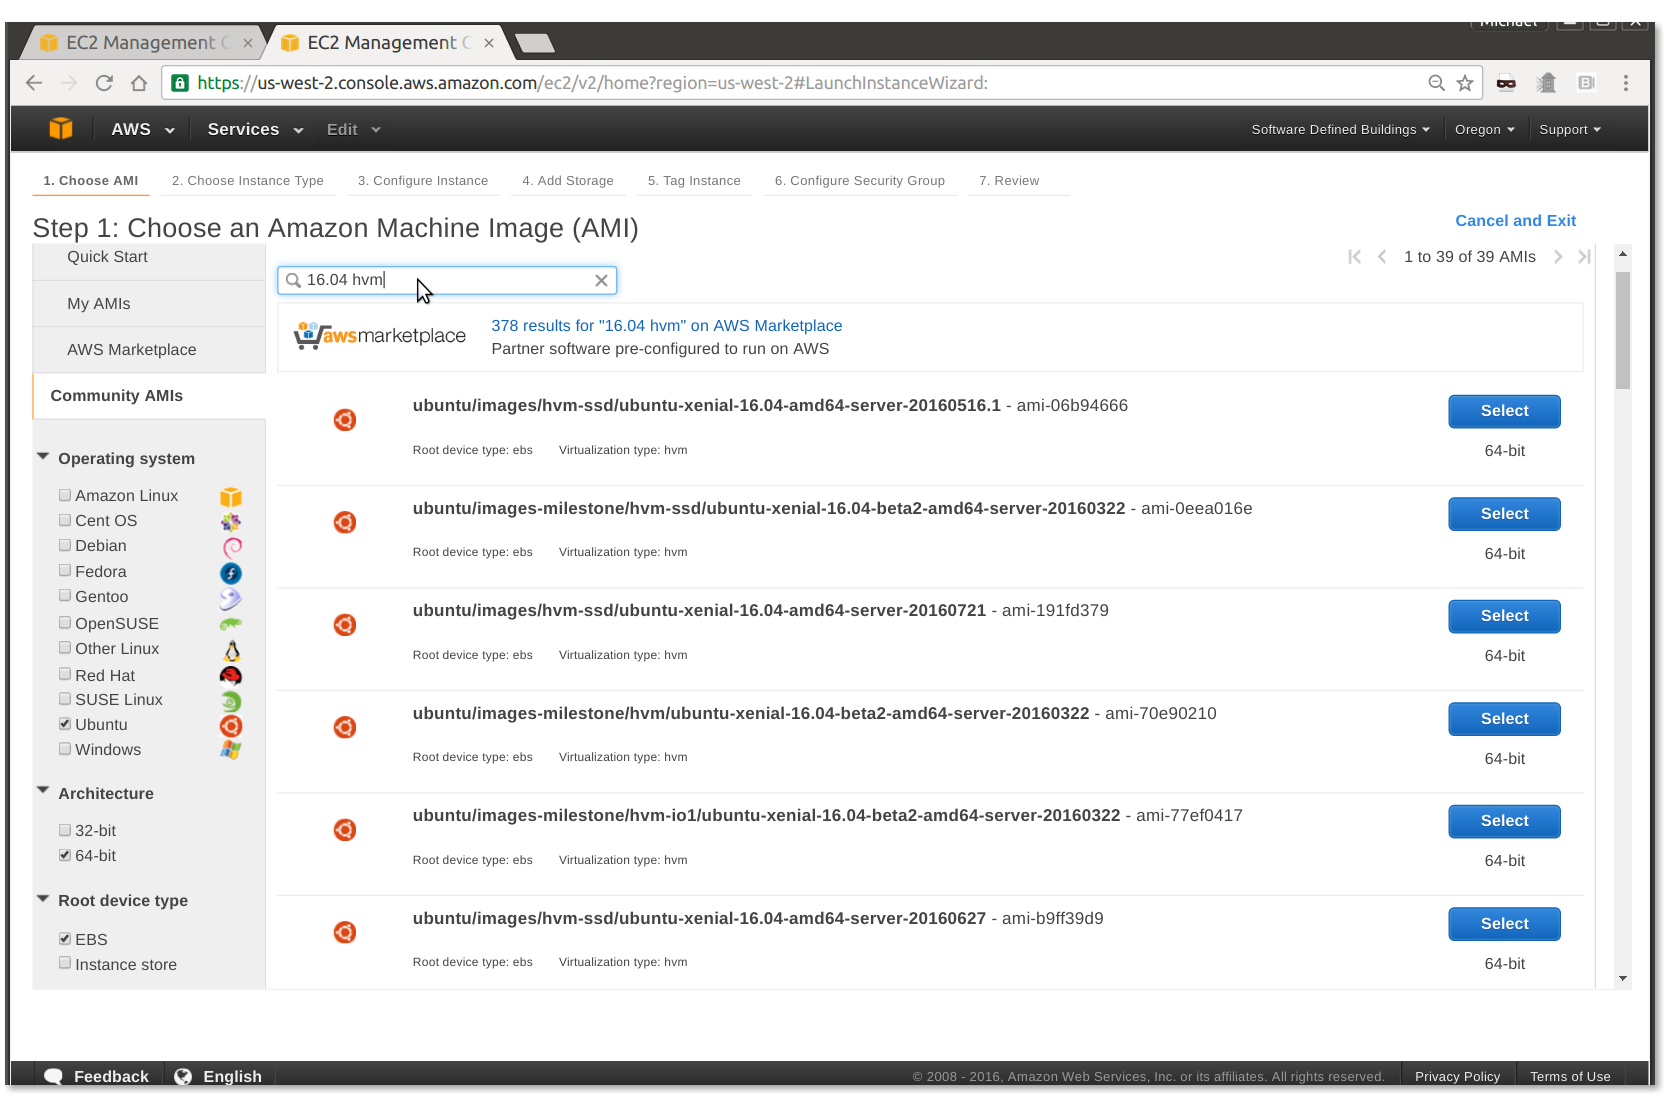 Michael
EC2 Management C
EC2 Management C
https://us-west-2.console.aws.amazon.com/ec2/v2/home?region=us-west-2#LaunchInstanceWizard:
AWS Services Edit Software Defined Buildings Oregon Support
1. Choose AMI 2. Choose Instance Type 3. Configure Instance 4. Add Storage 5. Tag Instance 6. Configure Security Group 7. Review
Step 1: Choose an Amazon Machine Image (AMI)
Cancel and Exit
Quick Start
My AMIs
AWS Marketplace
Community AMIs
Operating system
Amazon Linux
Cent OS
Debian
Fedora
Gentoo
OpenSUSE
Other Linux
Red Hat
SUSE Linux
Ubuntu
Windows
Architecture
32-bit
64-bit
Root device type
EBS
Instance store
1 to 39 of 39 AMIs
16.04 hvm
awsmarketplace
378 results for "16.04 hvm" on AWS Marketplace
Partner software pre-configured to run on AWS
ubuntu/images/hvm-ssd/ubuntu-xenial-16.04-amd64-server-20160516.1 - ami-06b94666
Select
Root device type: ebs Virtualization type: hvm
64-bit
ubuntu/images-milestone/hvm-ssd/ubuntu-xenial-16.04-beta2-amd64-server-20160322 - ami-0eea016e
Select
Root device type: ebs Virtualization type: hvm
64-bit
ubuntu/images/hvm-ssd/ubuntu-xenial-16.04-amd64-server-20160721 - ami-191fd379
Select
Root device type: ebs Virtualization type: hvm
64-bit
ubuntu/images-milestone/hvm/ubuntu-xenial-16.04-beta2-amd64-server-20160322 - ami-70e90210
Select
Root device type: ebs Virtualization type: hvm
64-bit
ubuntu/images-milestone/hvm-io1/ubuntu-xenial-16.04-beta2-amd64-server-20160322 - ami-77ef0417
Select
Root device type: ebs Virtualization type: hvm
64-bit
ubuntu/images/hvm-ssd/ubuntu-xenial-16.04-amd64-server-20160627 - ami-b9ff39d9
Select
Root device type: ebs Virtualization type: hvm
64-bit
Feedback English © 2008 - 2016, Amazon Web Services, Inc. or its affiliates. All rights reserved. Privacy Policy Terms of Use